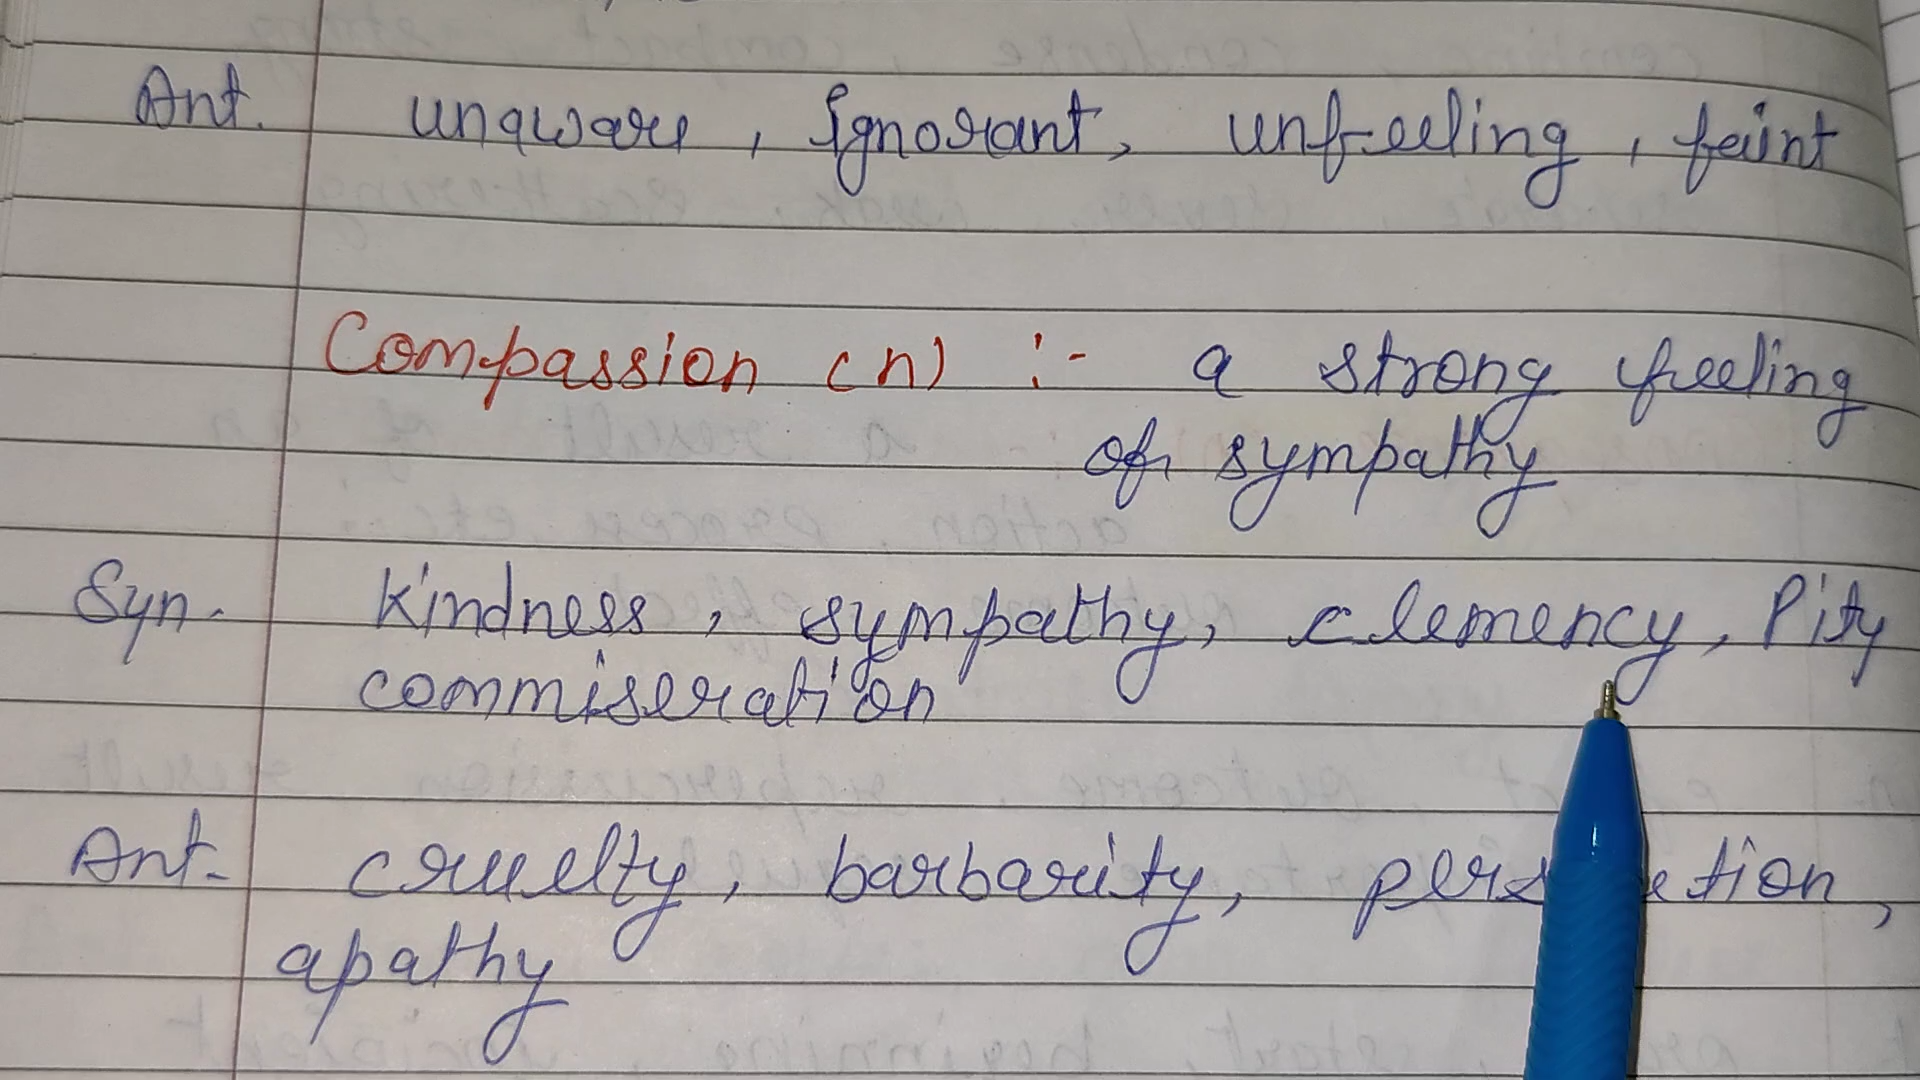 Ant. unaware, Ignorant, unfeeling, feint
Compassion (n) :- a strong feeling
of sympathy
Syn. kindness, sympathy, clemency, Pity
commiseration
Ant. cruelty, barbarity,
apathy